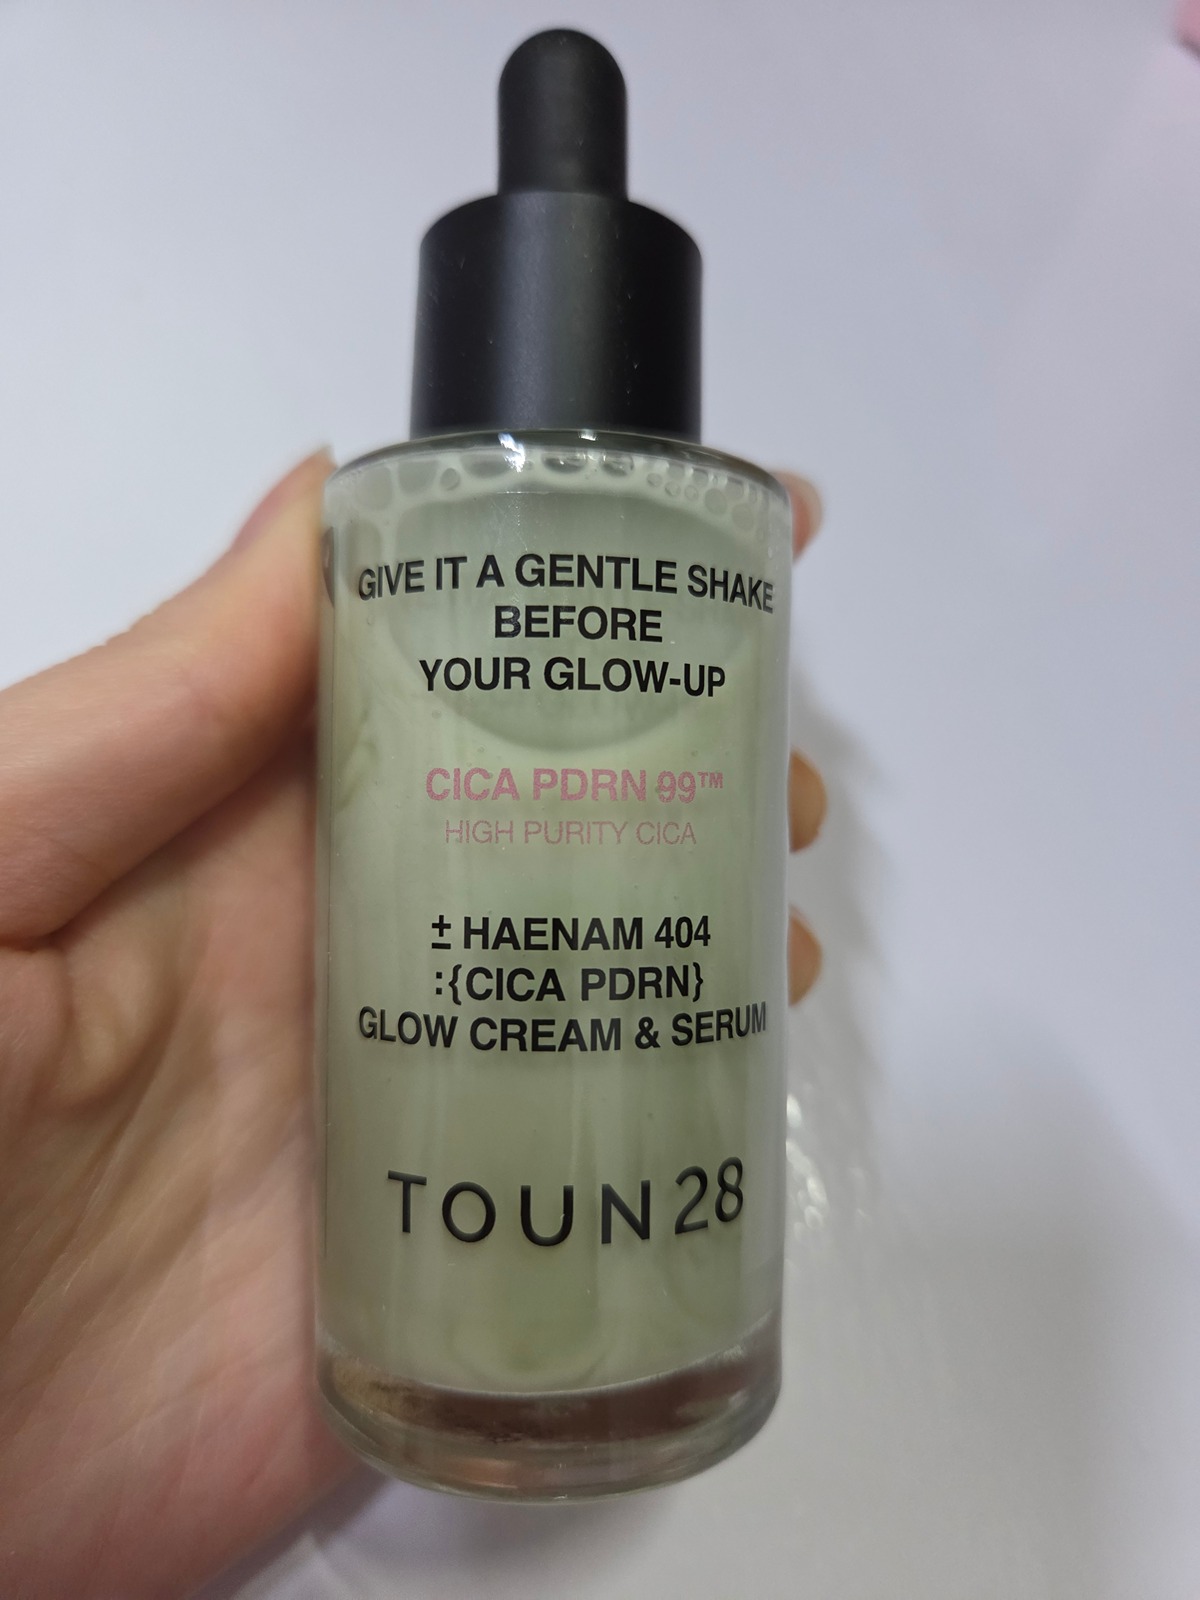 GIVE IT A GENTLE SHAKE
BEFORE
YOUR GLOW-UP
CICA PDRN 99™
HIGH PURITY CICA
± HAENAM 404
:{CICA PDRN}
GLOW CREAM & SERUM
TOUN28